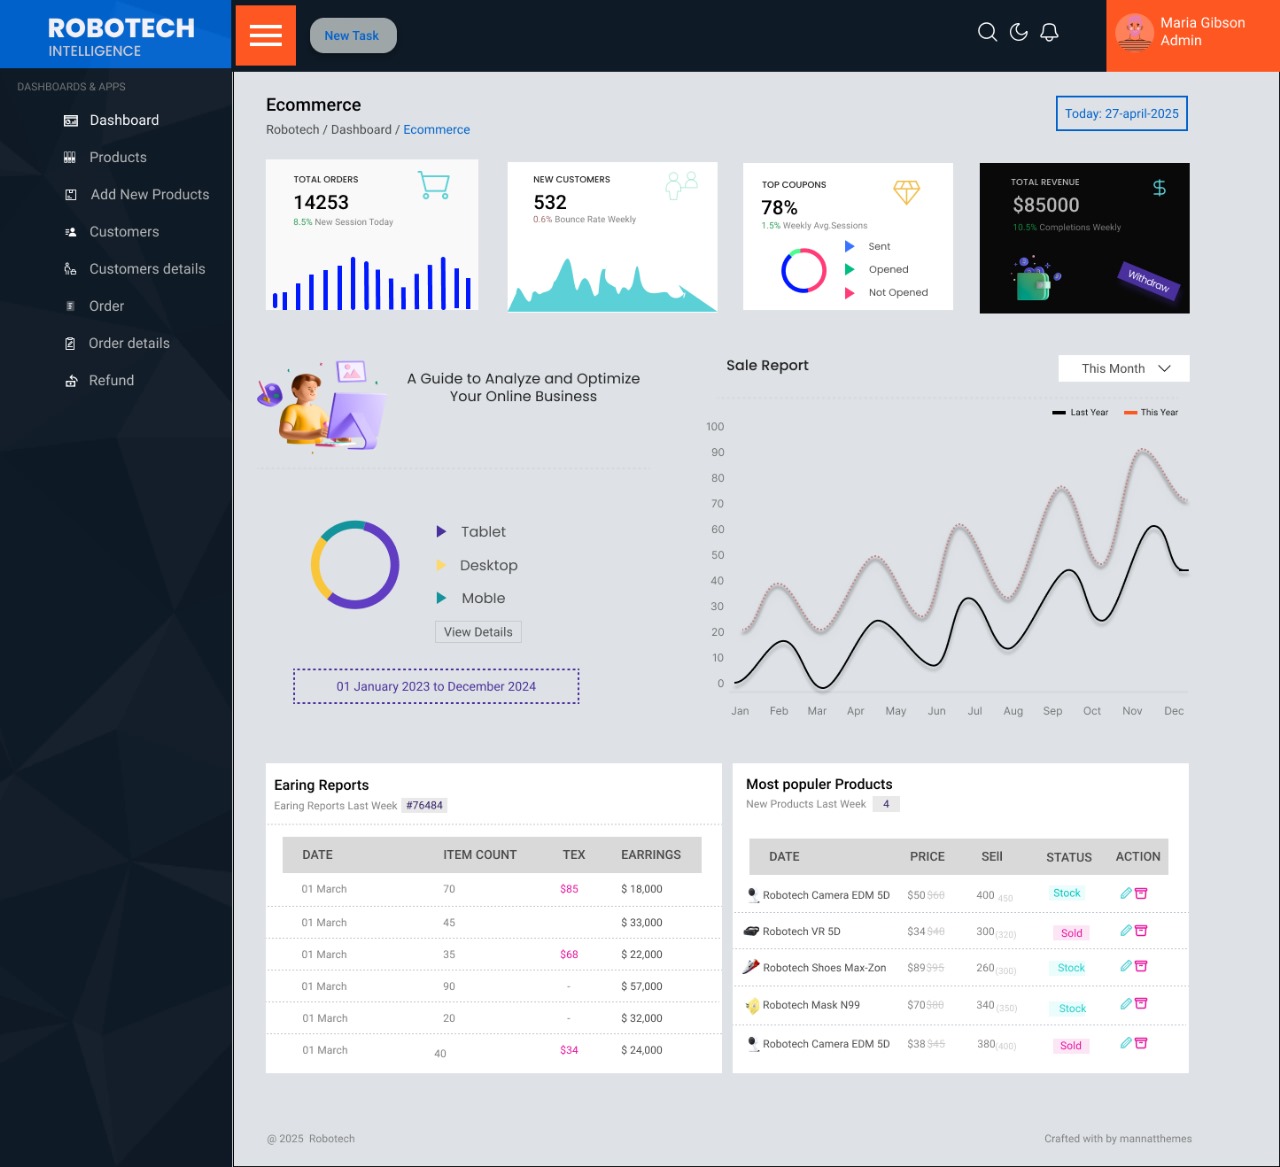 ROBOTECH
INTELLIGENCE
New Task
Maria Gibson
Admin
DASHBOARDS & APPS
Dashboard
Products
Add New Products
Customers
Customers details
Order
Order details
Refund
Ecommerce
Robotech / Dashboard / Ecommerce
Today: 27-april-2025
TOTAL ORDERS
14253
8.5% New Session Today
NEW CUSTOMERS
532
0.6% Bounce Rate Weekly
TOP COUPONS
78%
1.5% Weekly Avg.Sessions
Sent
Opened
Not Opened
TOTAL REVENUE
$85000
10.5% Completions Weekly
Withdraw
A Guide to Analyze and Optimize
Your Online Business
Tablet
Desktop
Moble
View Details
01 January 2023 to December 2024
Sale Report
This Month
Last Year This Year
100
90
80
70
60
50
40
30
20
10
0
Jan Feb Mar Apr May Jun Jul Aug Sep Oct Nov Dec
Earing Reports
Earing Reports Last Week #76484
DATE ITEM COUNT TEX EARRINGS
01 March 70 $85 $ 18,000
01 March 45 $ 33,000
01 March 35 $68 $ 22,000
01 March 90 - $ 57,000
01 March 20 - $ 32,000
01 March 40 $34 $ 24,000
Most populer Products
New Products Last Week 4
DATE PRICE SEll STATUS ACTION
Robotech Camera EDM 5D $50 $60 400 450 Stock
Robotech VR 5D $34 $40 300 (320) Sold
Robotech Shoes Max-Zon $89 $95 260 (300) Stock
Robotech Mask N99 $70 $80 340 (350) Stock
Robotech Camera EDM 5D $38 $45 380 (400) Sold
@ 2025 Robotech
Crafted with by mannatthemes